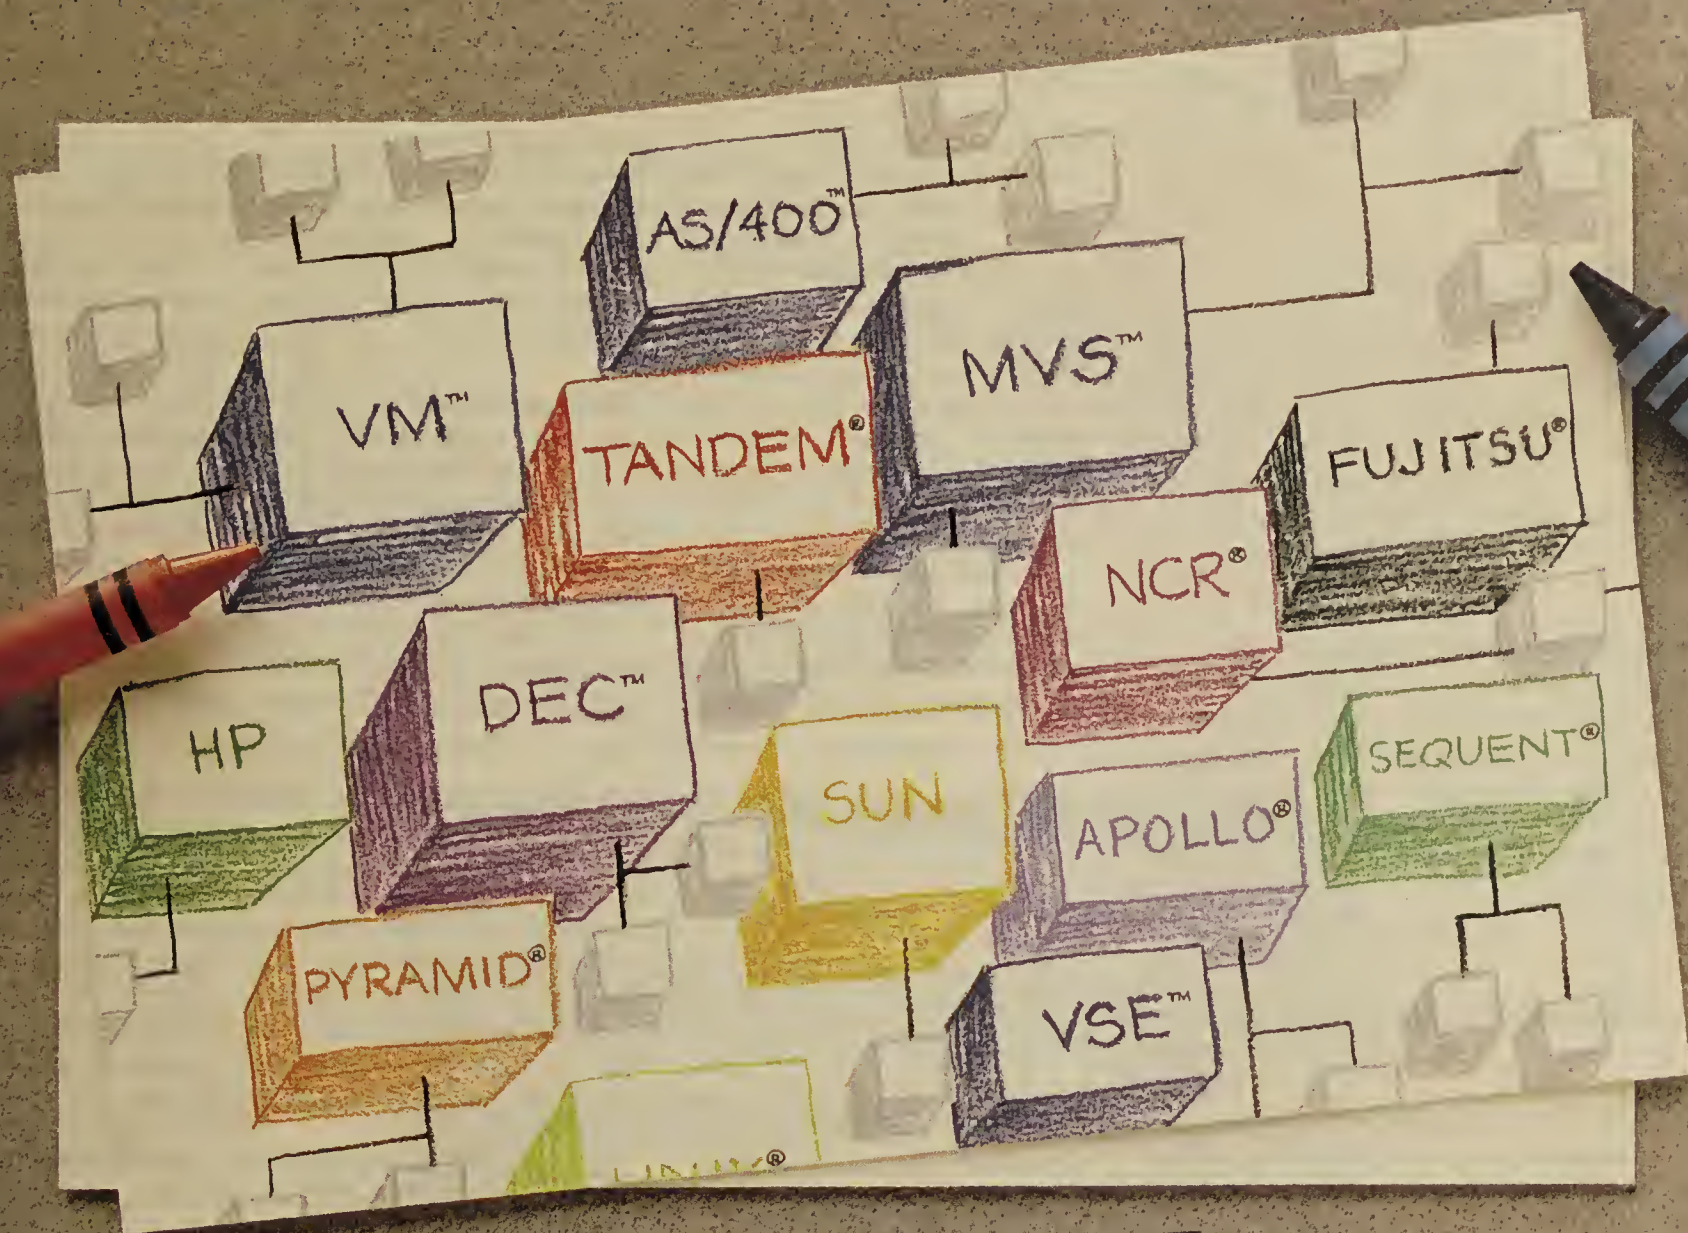 AS/400™
MVS™
VM™
TANDEM®
FUJITSU®
NCR®
DEC™
HP
SUN
SEQUENT®
APOLLO®
PYRAMID®
VSE™